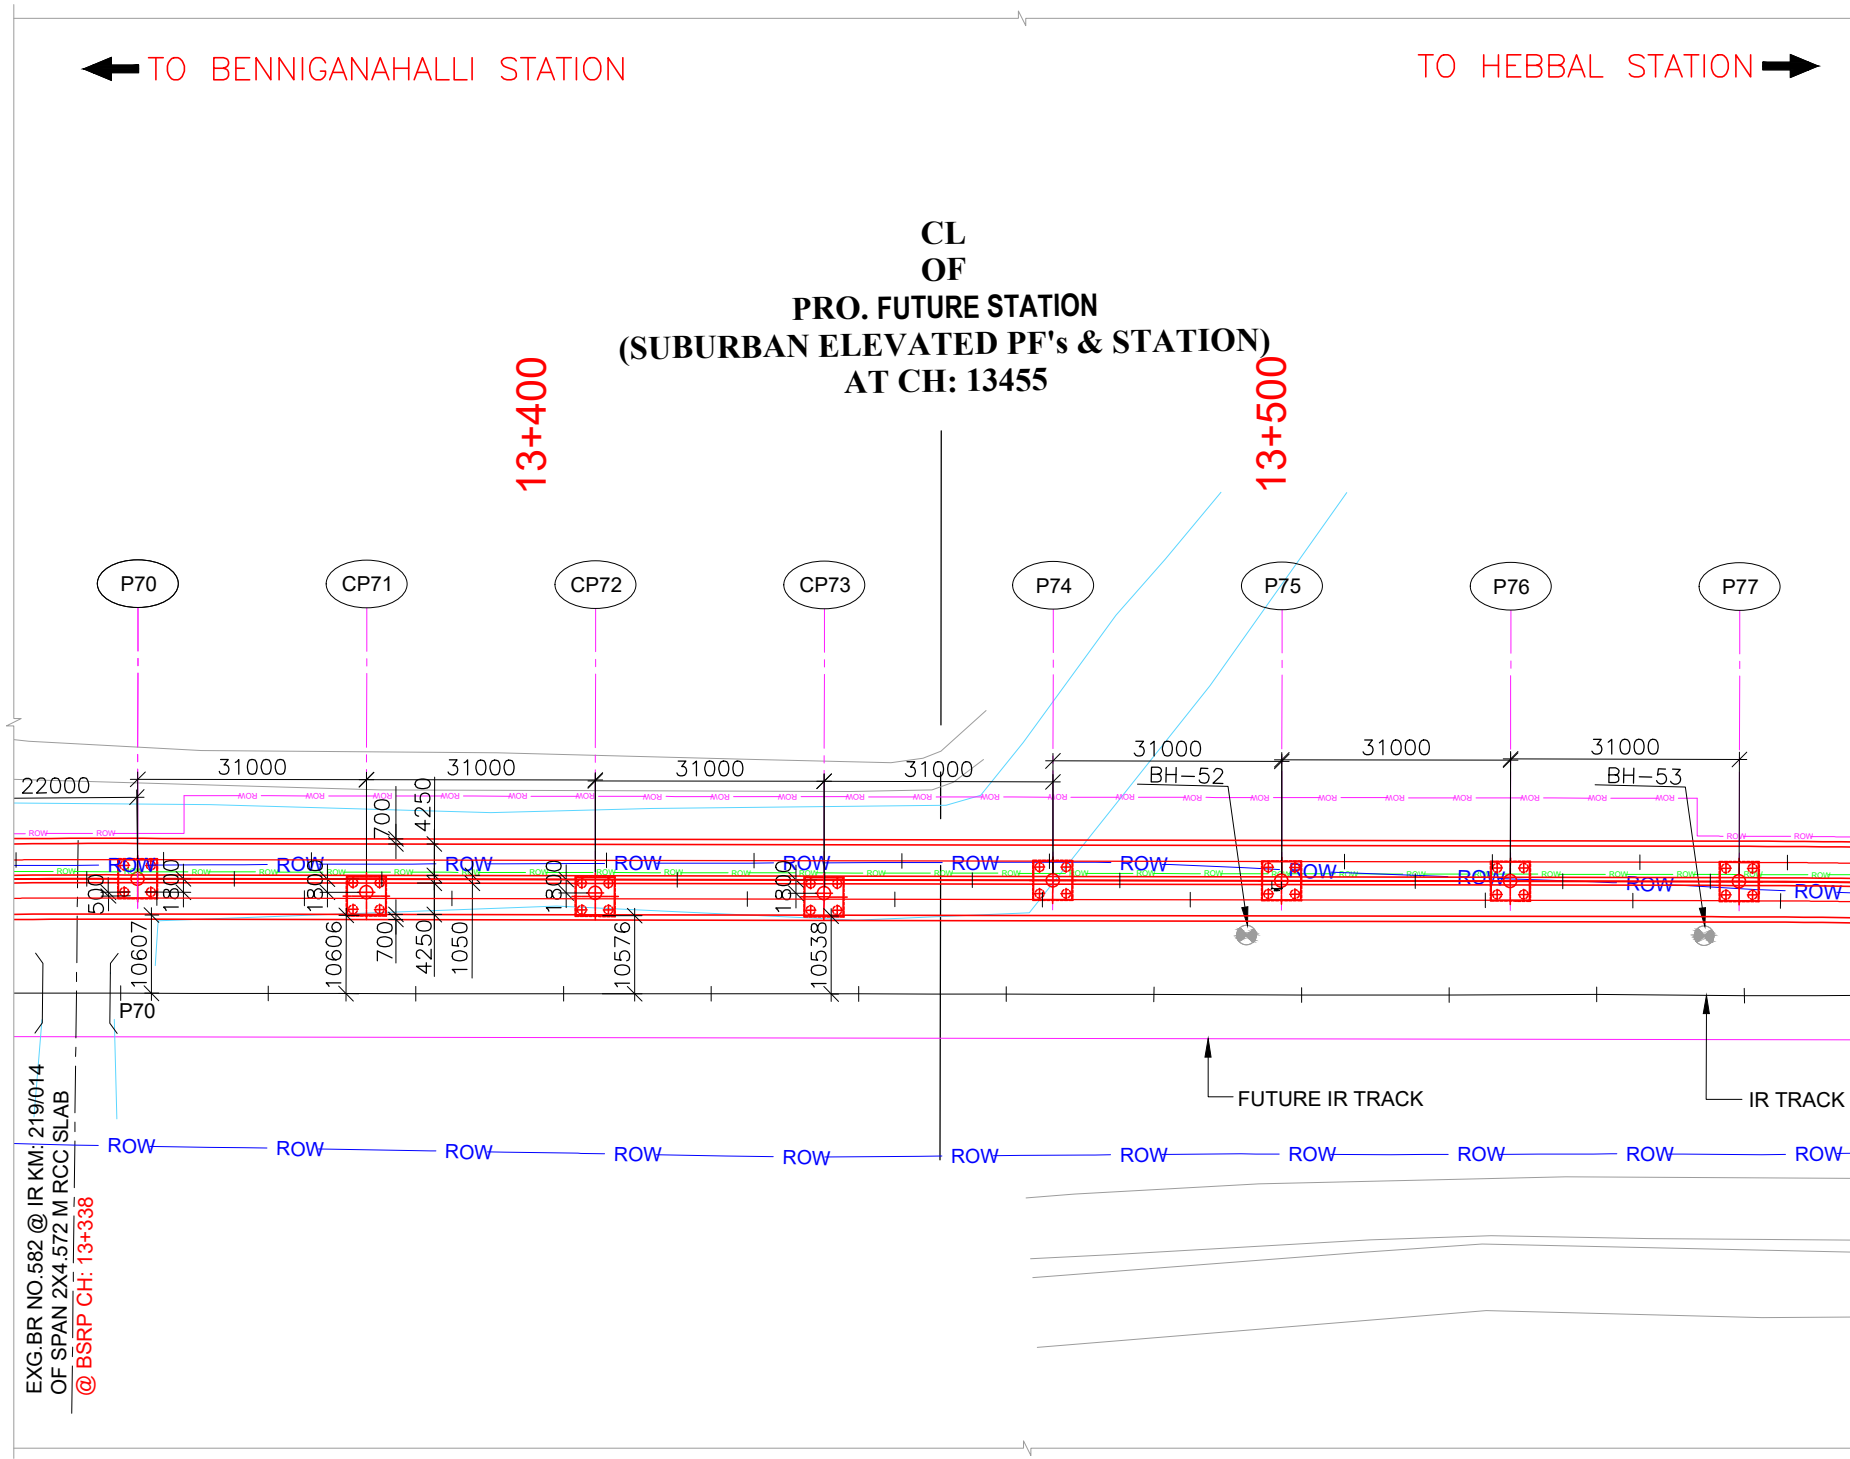 TO BENNIGANAHALLI STATION
TO HEBBAL STATION
CL
OF
PRO. FUTURE STATION
(SUBURBAN ELEVATED PF's & STATION)
AT CH: 13455
13+400
13+500
P70
CP71
CP72
CP73
P74
P75
P76
P77
22000
31000
31000
31000
31000
31000
31000
31000
BH-52
BH-53
700
4250
ROW ROW ROW ROW ROW ROW ROW ROW ROW ROW ROW
500
1800
1800
1800
1800
10607
10606
700
4250
1050
10576
10538
P70
FUTURE IR TRACK
IR TRACK
ROW ROW ROW ROW ROW ROW ROW ROW ROW ROW ROW
EXG.BR NO.582 @ IR KM: 219/014
OF SPAN 2X4.572 M RCC SLAB
@ BSRP CH: 13+338